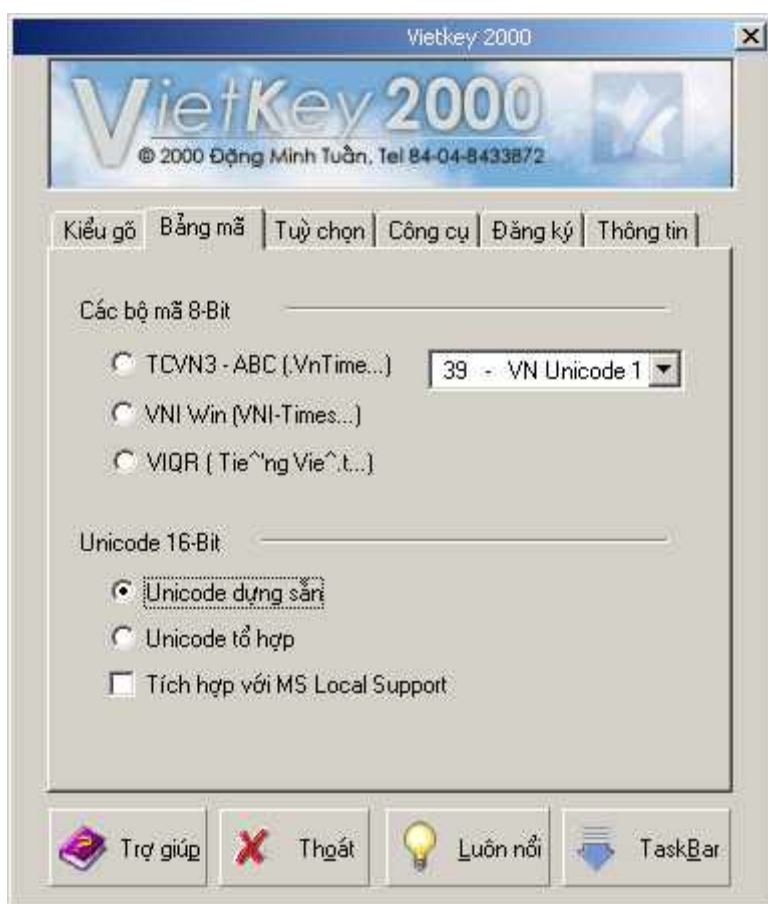 Vietkey 2000
VietKey 2000
© 2000 Đặng Minh Tuấn, Tel 84-04-8433872
Kiểu gõ Bảng mã Tuỳ chọn Công cụ Đăng ký Thông tin
Các bộ mã 8-Bit
TCVN3 - ABC (.VnTime...) 39 - VN Unicode 1
VNI Win (VNI-Times...)
VIQR ( Tie^'ng Vie^.t...)
Unicode 16-Bit
Unicode dựng sẵn
Unicode tổ hợp
Tích hợp với MS Local Support
Trợ giúp Thoát Luôn nổi TaskBar